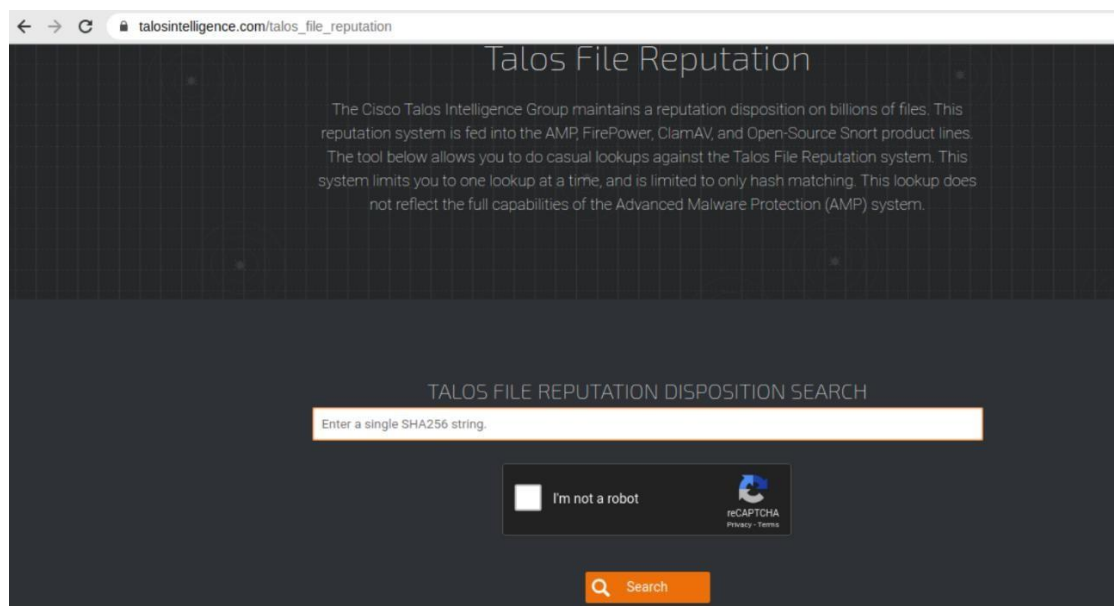 talosintelligence.com/talos_file_reputation
Talos File Reputation
The Cisco Talos Intelligence Group maintains a reputation disposition on billions of files. This
reputation system is fed into the AMP, FirePower, ClamAV, and Open-Source Snort product lines.
The tool below allows you to do casual lookups against the Talos File Reputation system. This
system limits you to one lookup at a time, and is limited to only hash matching. This lookup does
not reflect the full capabilities of the Advanced Malware Protection (AMP) system.
TALOS FILE REPUTATION DISPOSITION SEARCH
Enter a single SHA256 string.
I'm not a robot
reCAPTCHA
Privacy - Terms
Search